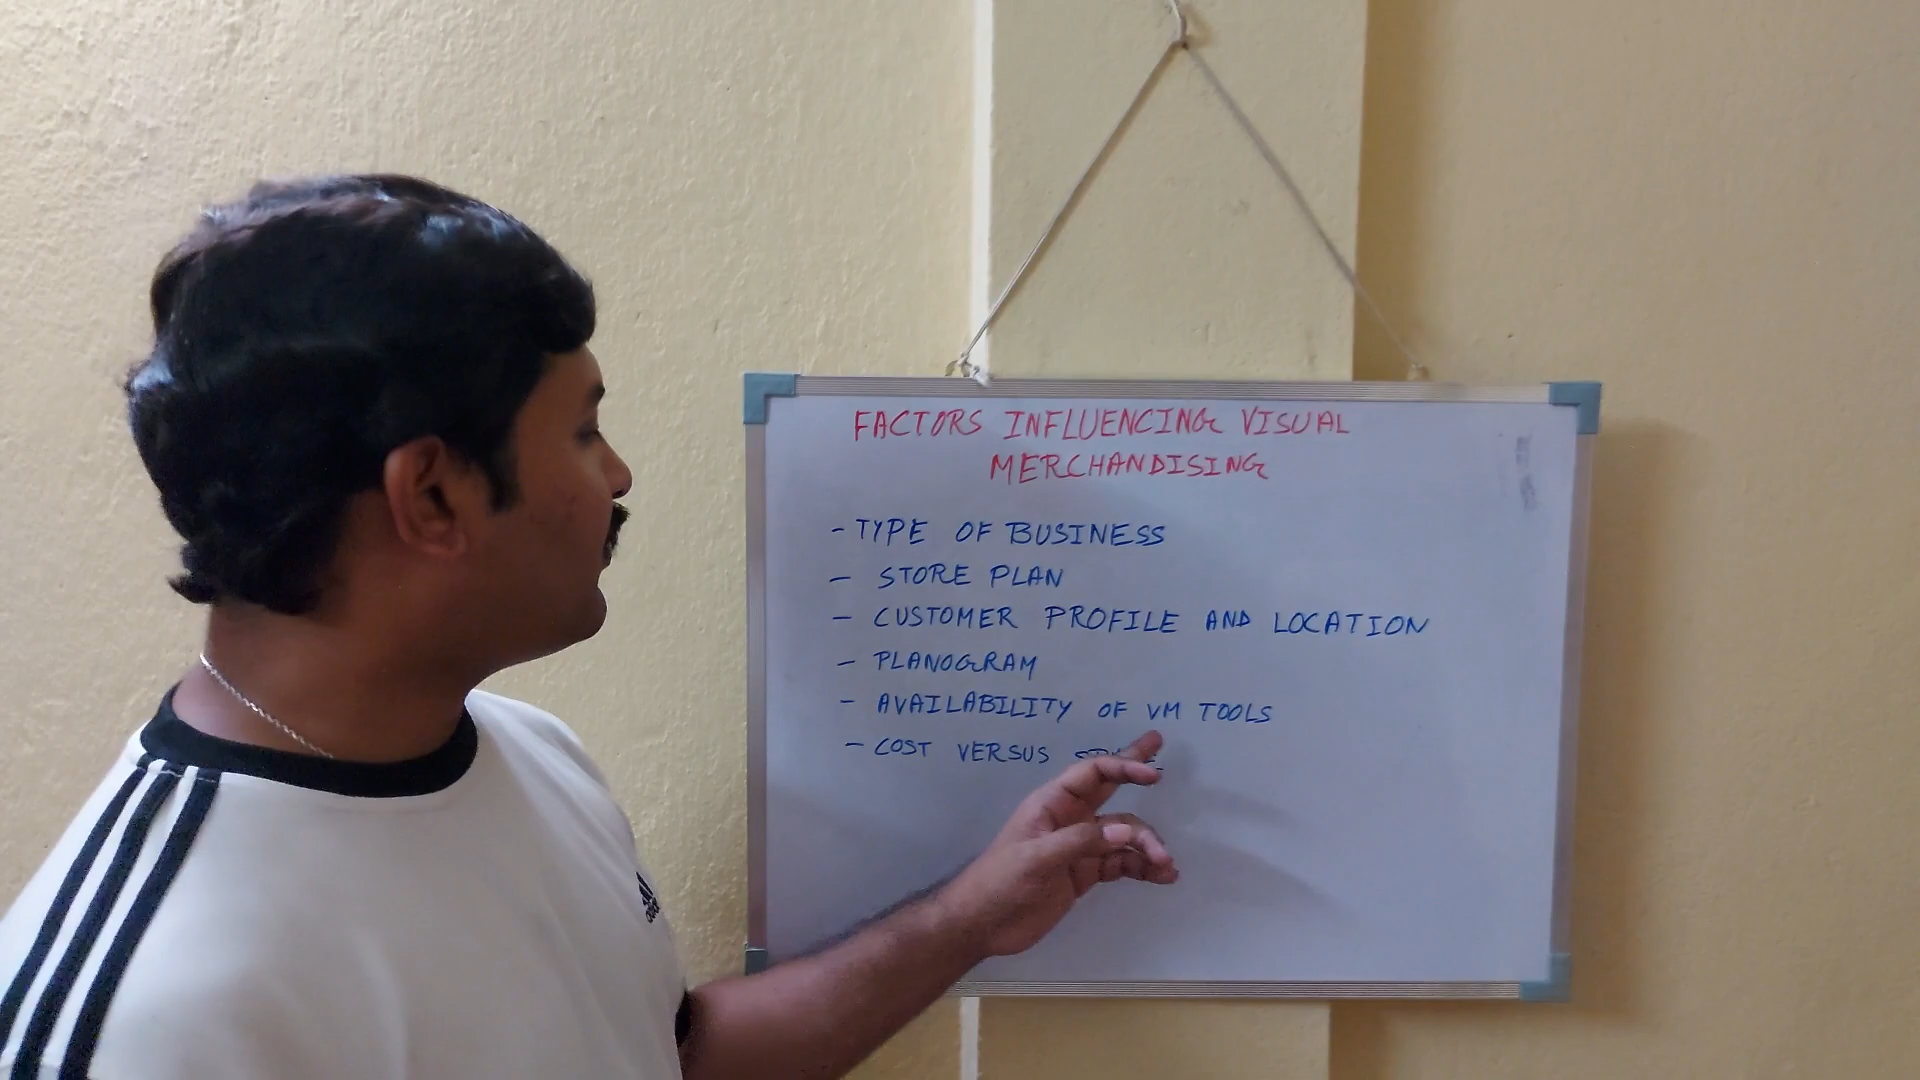 FACTORS INFLUENCING VISUAL
MERCHANDISING
- TYPE OF BUSINESS
- STORE PLAN
- CUSTOMER PROFILE AND LOCATION
- PLANOGRAM
- AVAILABILITY OF VM TOOLS
- COST VERSUS